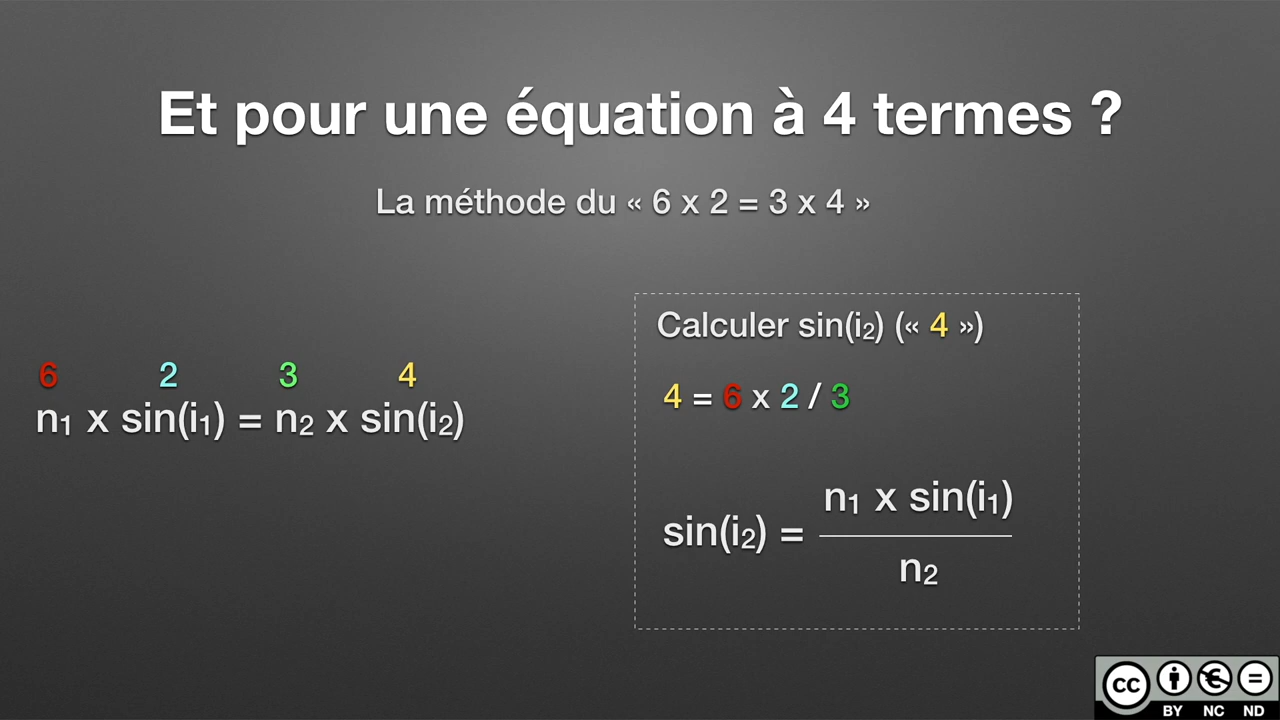 Et pour une équation à 4 termes ?
La méthode du « 6 x 2 = 3 x 4 »
6 2 3 4
n₁ x sin(i₁) = n₂ x sin(i₂)
Calculer sin(i₂) (« 4 »)
4 = 6 x 2 / 3
n₁ x sin(i₁)
sin(i₂) =
n₂
cc
BY NC ND